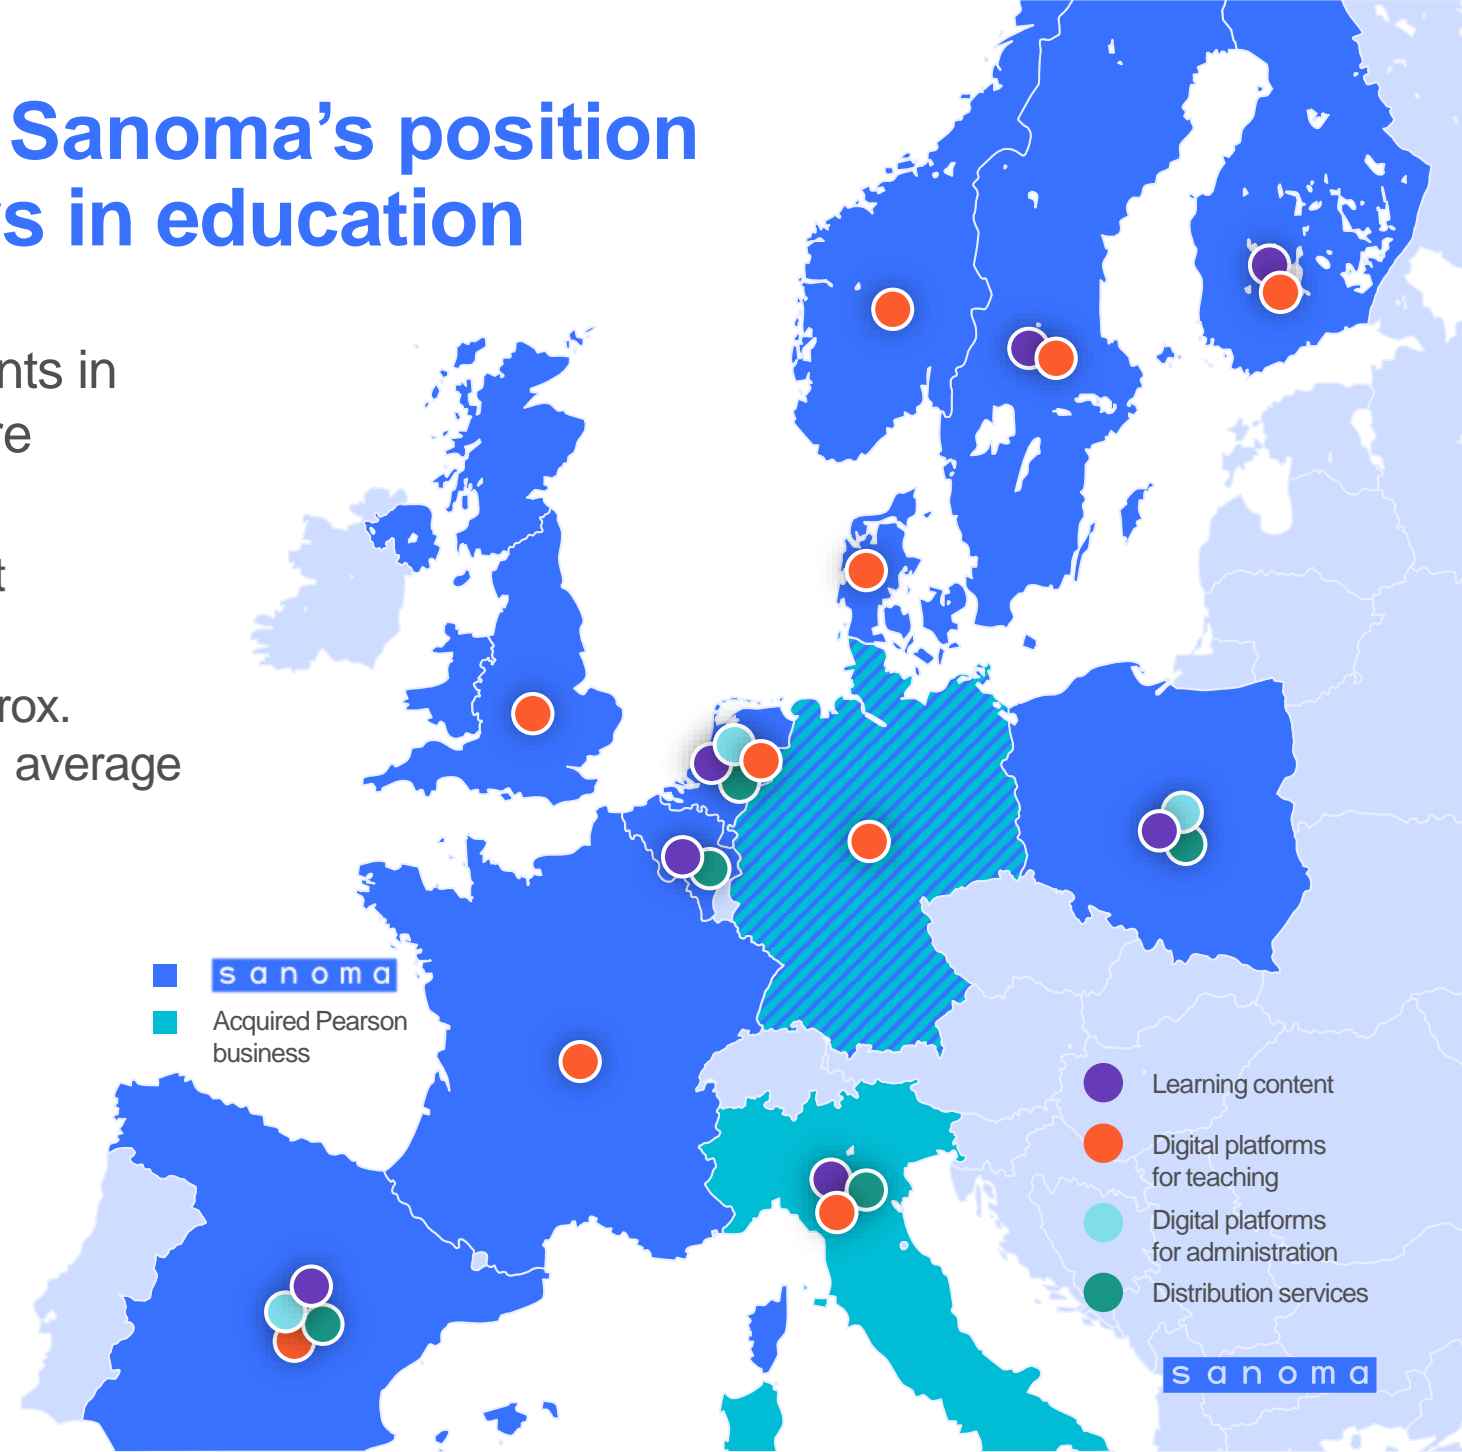 Sanoma’s position
s in education
nts in
re
t
rox.
average
sanoma
Acquired Pearson
business
Learning content
Digital platforms
for teaching
Digital platforms
for administration
Distribution services
sanoma